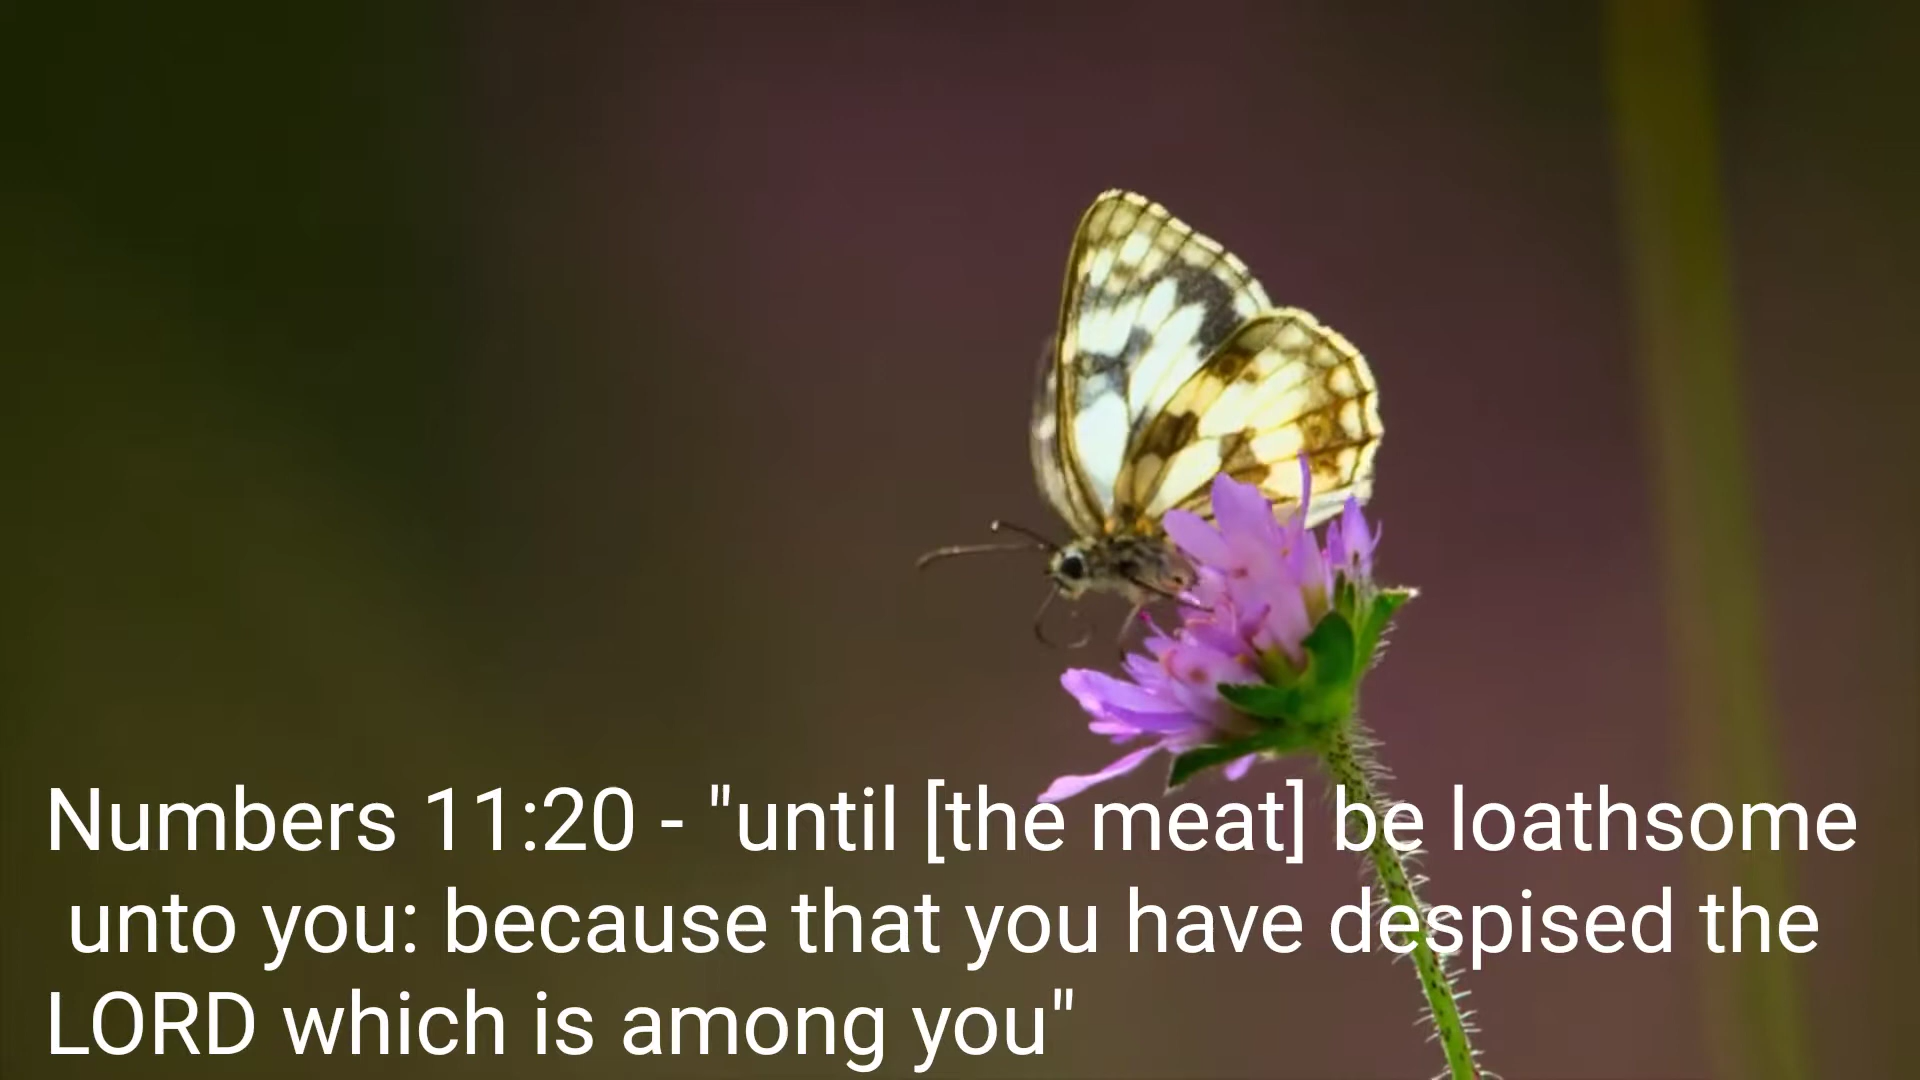 Numbers 11:20 - "until [the meat] be loathsome
unto you: because that you have despised the
LORD which is among you"